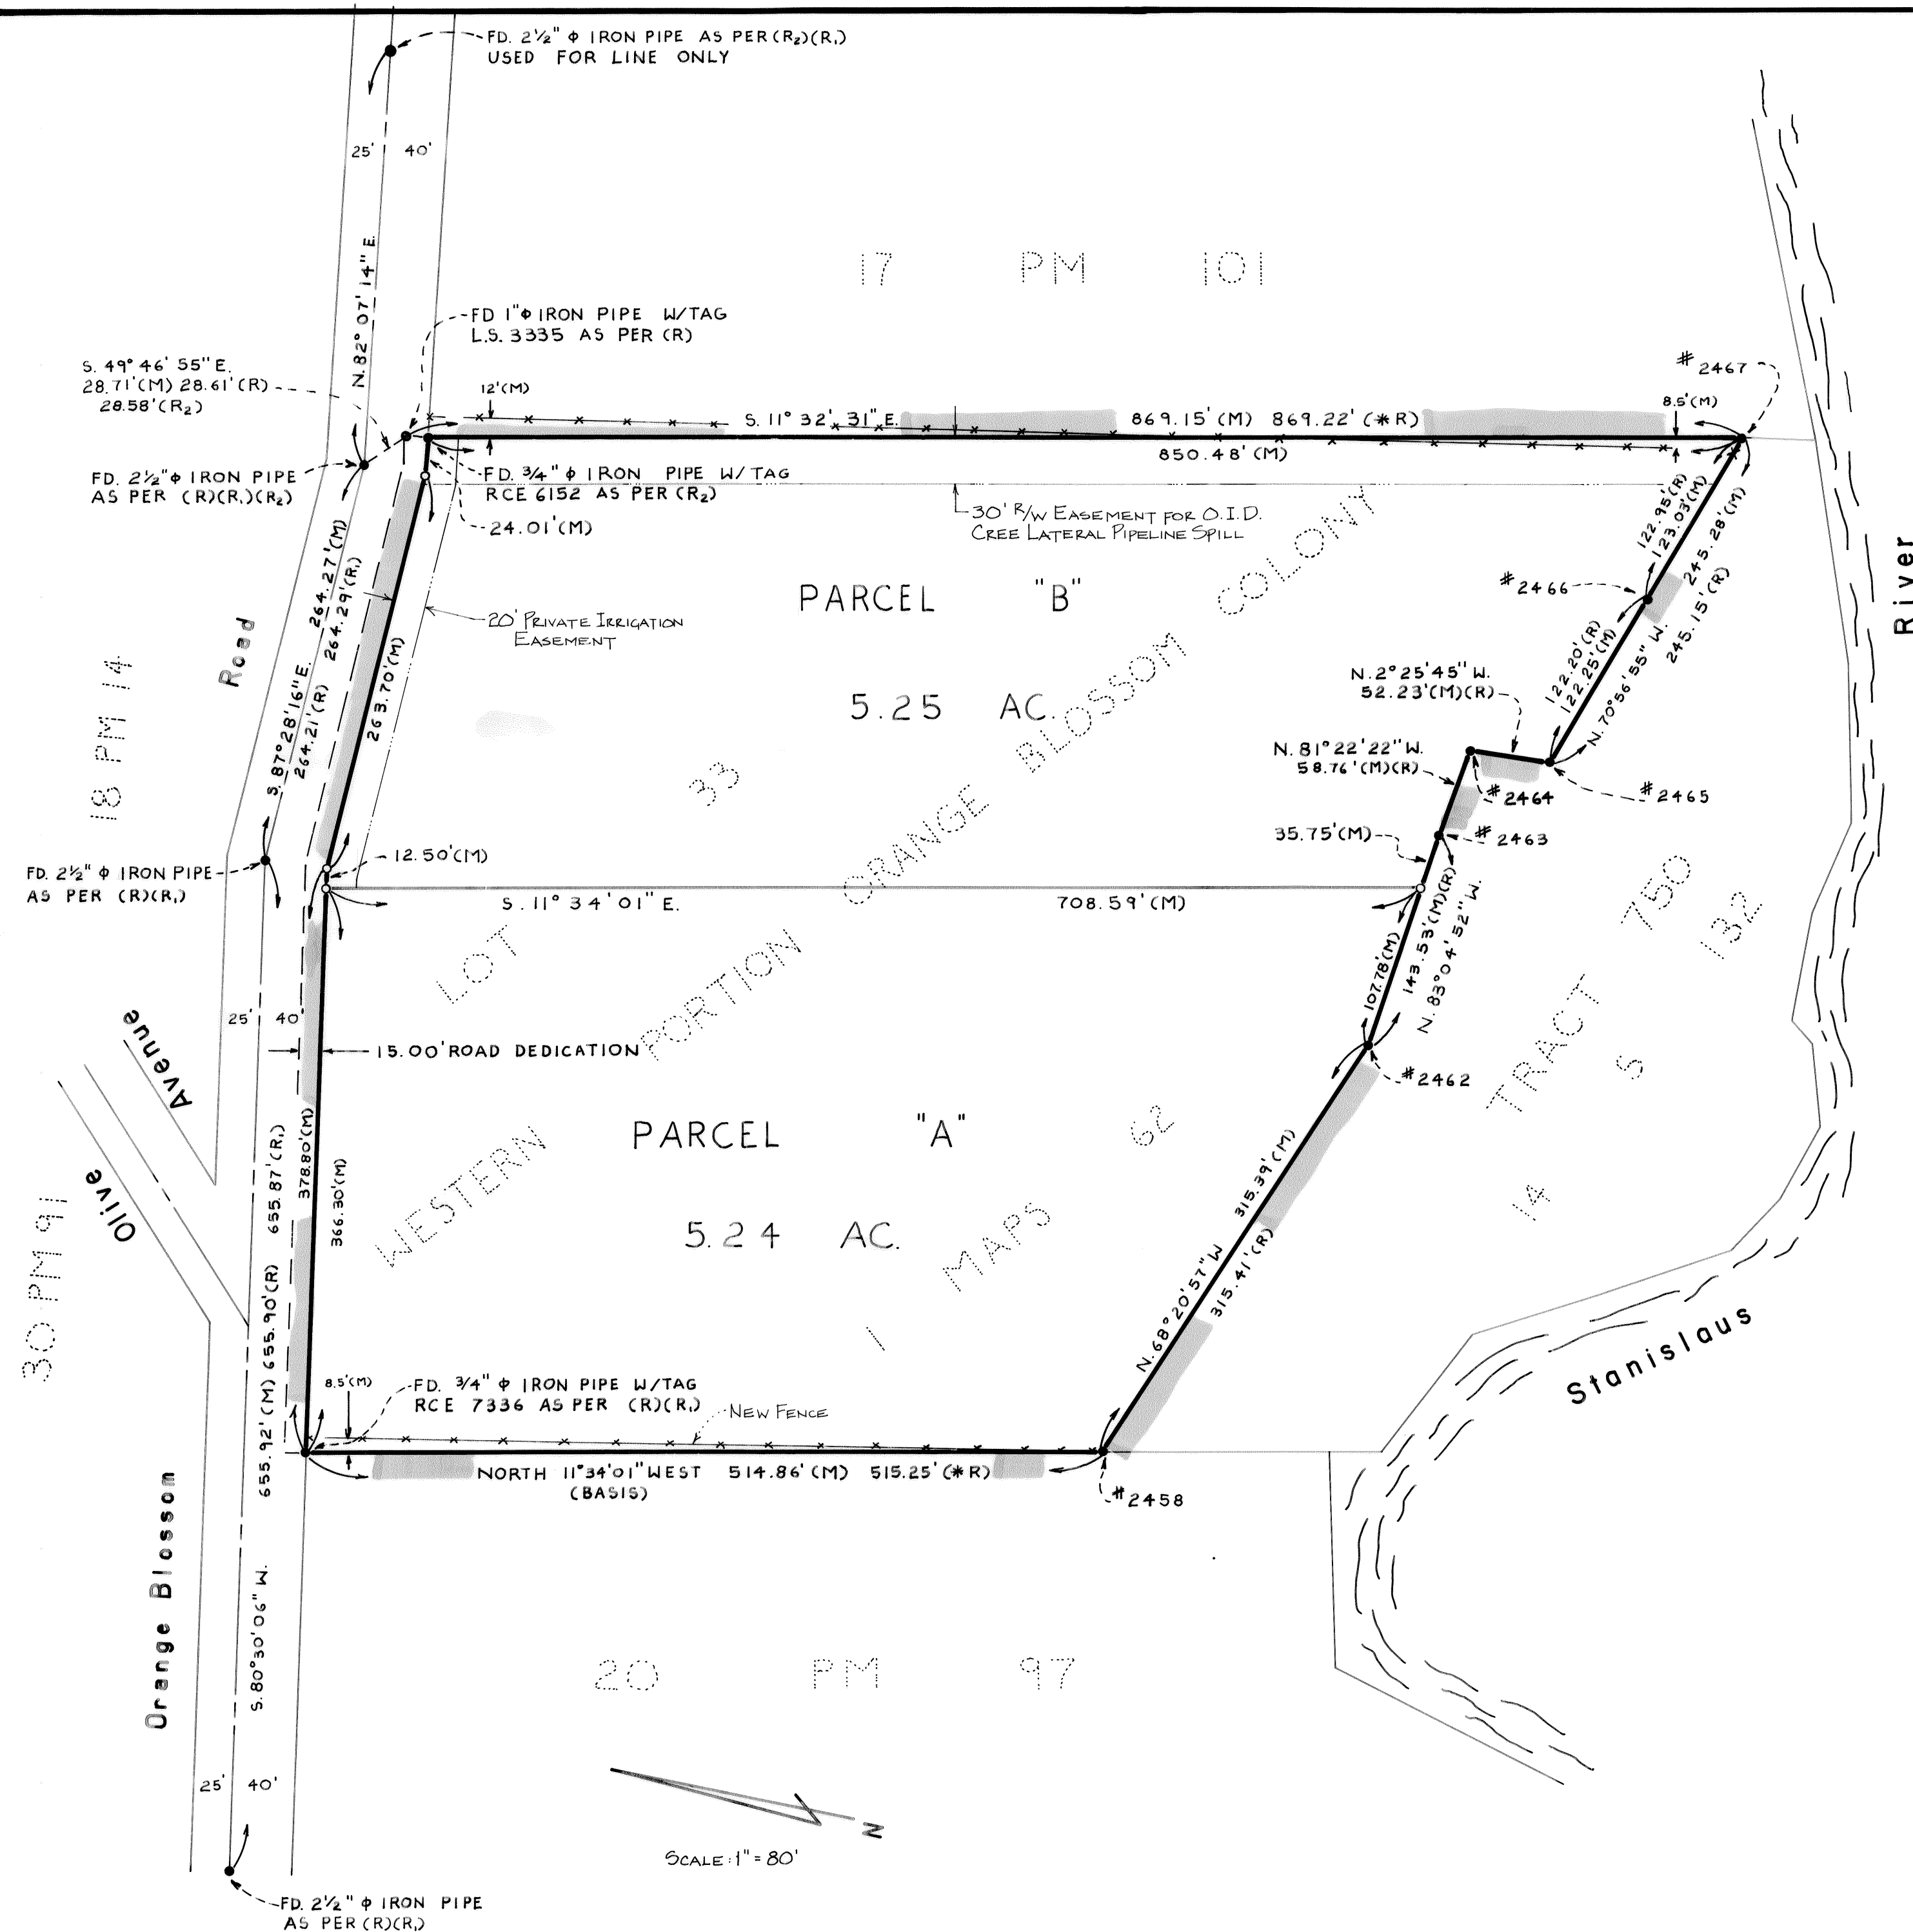 FD. 2½" ϕ IRON PIPE AS PER (R₂)(R₁)
USED FOR LINE ONLY
25' 40'
N.82° 07' 14" E.
17 PM 101
FD 1" ϕ IRON PIPE W/TAG
L.S. 3335 AS PER (R)
S. 49° 46' 55" E.
28.71'(M) 28.61'(R)
28.58'(R₂)
# 2467
12'(M)
8.5'(M)
S. 11° 32' 31" E. 869.15' (M) 869.22' (*R)
850.48' (M)
FD. 2½" ϕ IRON PIPE
AS PER (R)(R₁)(R₂)
FD. ¾" ϕ IRON PIPE W/ TAG
RCE 6152 AS PER (R₂)
24.01'(M)
30' R/W EASEMENT FOR O.I.D.
CREE LATERAL PIPELINE SPILL
122.95'(R)
123.03'(M)
245.28'(M)
River
264.27'(M)
264.29'(R₁)
S. 87° 28' 16" E.
264.21'(R)
263.70'(M)
20' PRIVATE IRRIGATION
EASEMENT
PARCEL "B"
5.25 AC.
#2466
122.20'(R)
122.25'(M)
N. 70° 56' 55" W.
245.15'(R)
Road
18 PM 14
N. 2° 25' 45" W.
52.23'(M)(R)
N. 81° 22' 22" W.
58.76'(M)(R)
#2464
#2465
35.75'(M)
# 2463
FD. 2½" ϕ IRON PIPE
AS PER (R)(R₁)
12.50'(M)
S. 11° 34' 01" E. 708.59' (M)
LOT 33 ORANGE BLOSSOM COLONY
WESTERN PORTION
1 MAPS 62
TRACT 750
14 S 132
107.78'(M)
143.53'(M)(R)
N. 83° 04' 52" W.
#2462
25' 40'
15.00' ROAD DEDICATION
Avenue
Olive
30 PM 91
PARCEL "A"
5.24 AC.
378.80'(M)
366.30'(M)
655.92' (M) 655.90'(R) 655.87' (R₁)
315.39'(M)
N. 68° 20' 57" W
315.41'(R)
Stanislaus
8.5'(M)
FD. 3/4" ϕ IRON PIPE W/TAG
RCE 7336 AS PER (R)(R₁)
NEW FENCE
NORTH 11° 34' 01" WEST 514.86' (M) 515.25' (*R)
(BASIS)
#2458
Orange Blossom
S. 80° 30' 06" W.
20 PM 97
25' 40'
N
SCALE: 1" = 80'
FD. 2½" ϕ IRON PIPE
AS PER (R)(R₁)